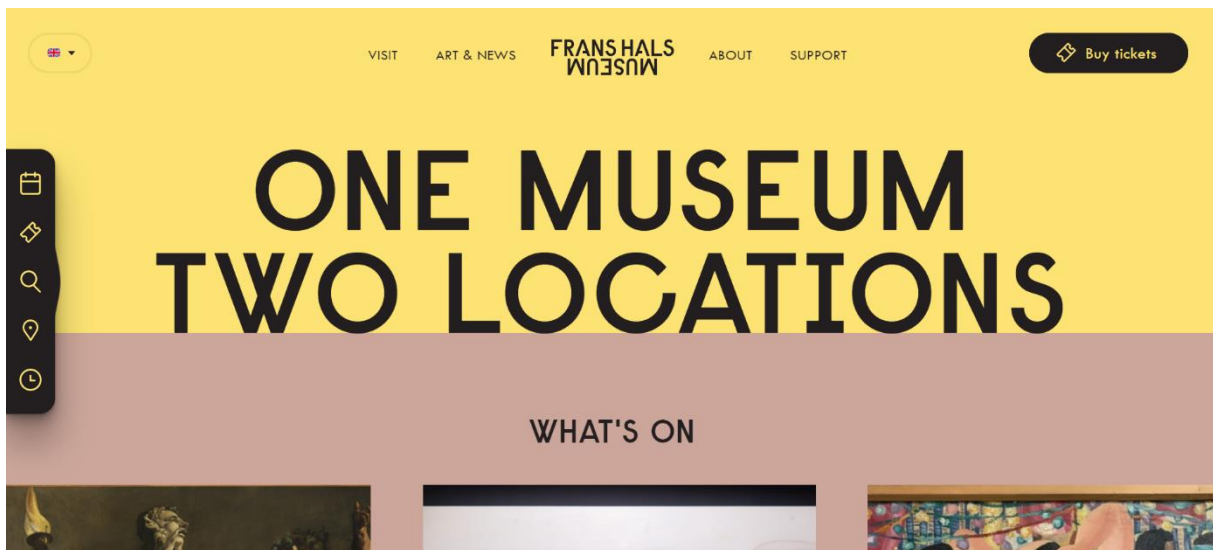 VISIT
ART & NEWS
FRANS HALS
MUSEUM
ABOUT
SUPPORT
Buy tickets
ONE MUSEUM
TWO LOCATIONS
WHAT'S ON